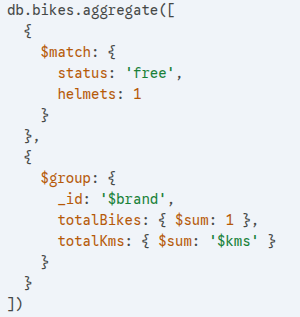 db.bikes.aggregate([
  {
    $match: {
      status: 'free',
      helmets: 1
    }
  },
  {
    $group: {
      _id: '$brand',
      totalBikes: { $sum: 1 },
      totalKms: { $sum: '$kms' }
    }
  }
])